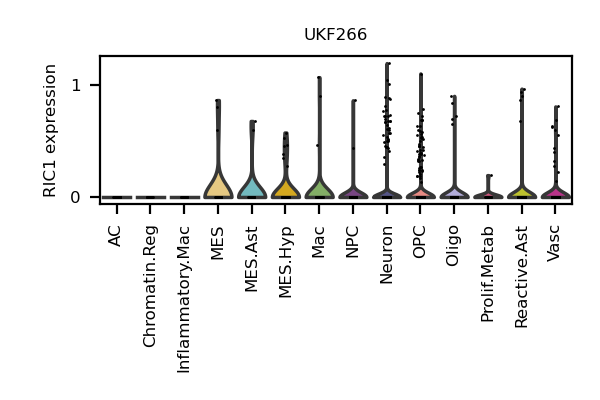 UKF266
RIC1 expression
1
0
AC
Chromatin.Reg
Inflammatory.Mac
MES
MES.Ast
MES.Hyp
Mac
NPC
Neuron
OPC
Oligo
Prolif.Metab
Reactive.Ast
Vasc